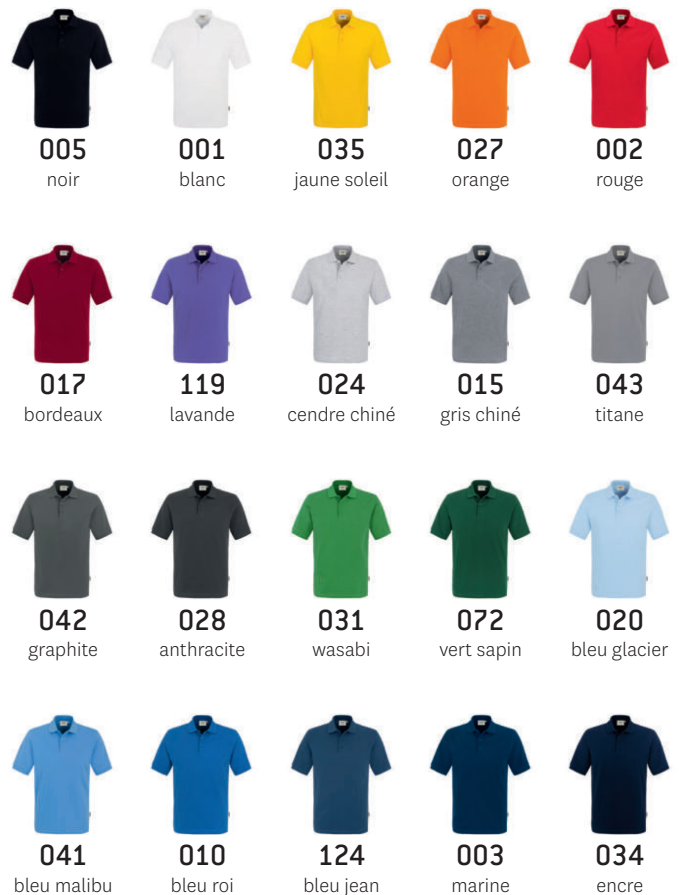 005 001 035 027 002
noir blanc jaune soleil orange rouge
017 119 024 015 043
bordeaux lavande cendre chiné gris chiné titane
042 028 031 072 020
graphite anthracite wasabi vert sapin bleu glacier
041 010 124 003 034
bleu malibu bleu roi bleu jean marine encre